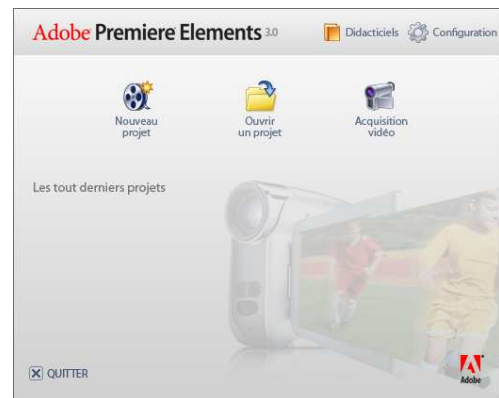 Adobe Premiere Elements 3.0
Didacticiels
Configuration
Nouveau
projet
Ouvrir
un projet
Acquisition
vidéo
Les tout derniers projets
QUITTER
Adobe